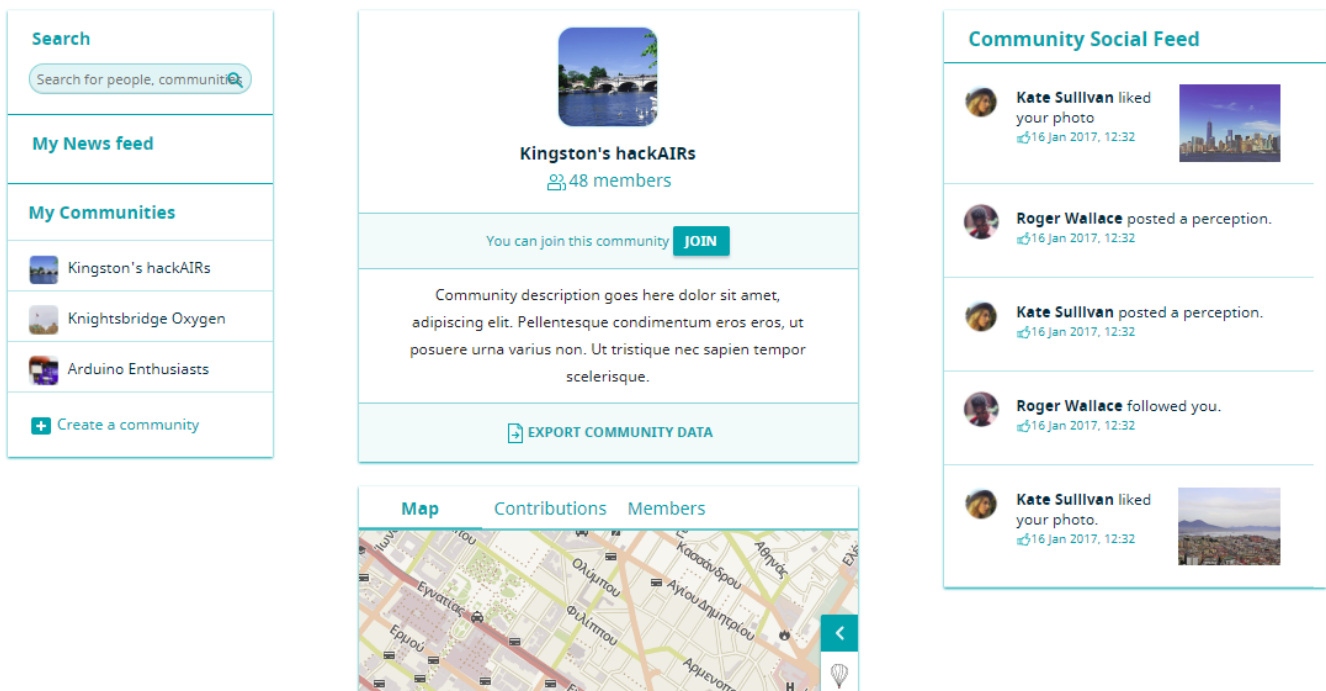 Search
Search for people, communities
My News feed
My Communities
Kingston's hackAIRs
Knightsbridge Oxygen
Arduino Enthusiasts
Create a community
Kingston's hackAIRs
48 members
You can join this community JOIN
Community description goes here dolor sit amet,
adipiscing elit. Pellentesque condimentum eros eros, ut
posuere urna varius non. Ut tristique nec sapien tempor
scelerisque.
EXPORT COMMUNITY DATA
Map Contributions Members
Κασσάνδρου
Αθηνάς
Ολύμπου
Αγίου Δημητρίου
Εγνατίας
Φιλίππου
Ερμού
H
Community Social Feed
Kate Sullivan liked
your photo
16 Jan 2017, 12:32
Roger Wallace posted a perception.
16 Jan 2017, 12:32
Kate Sullivan posted a perception.
16 Jan 2017, 12:32
Roger Wallace followed you.
16 Jan 2017, 12:32
Kate Sullivan liked
your photo.
16 Jan 2017, 12:32